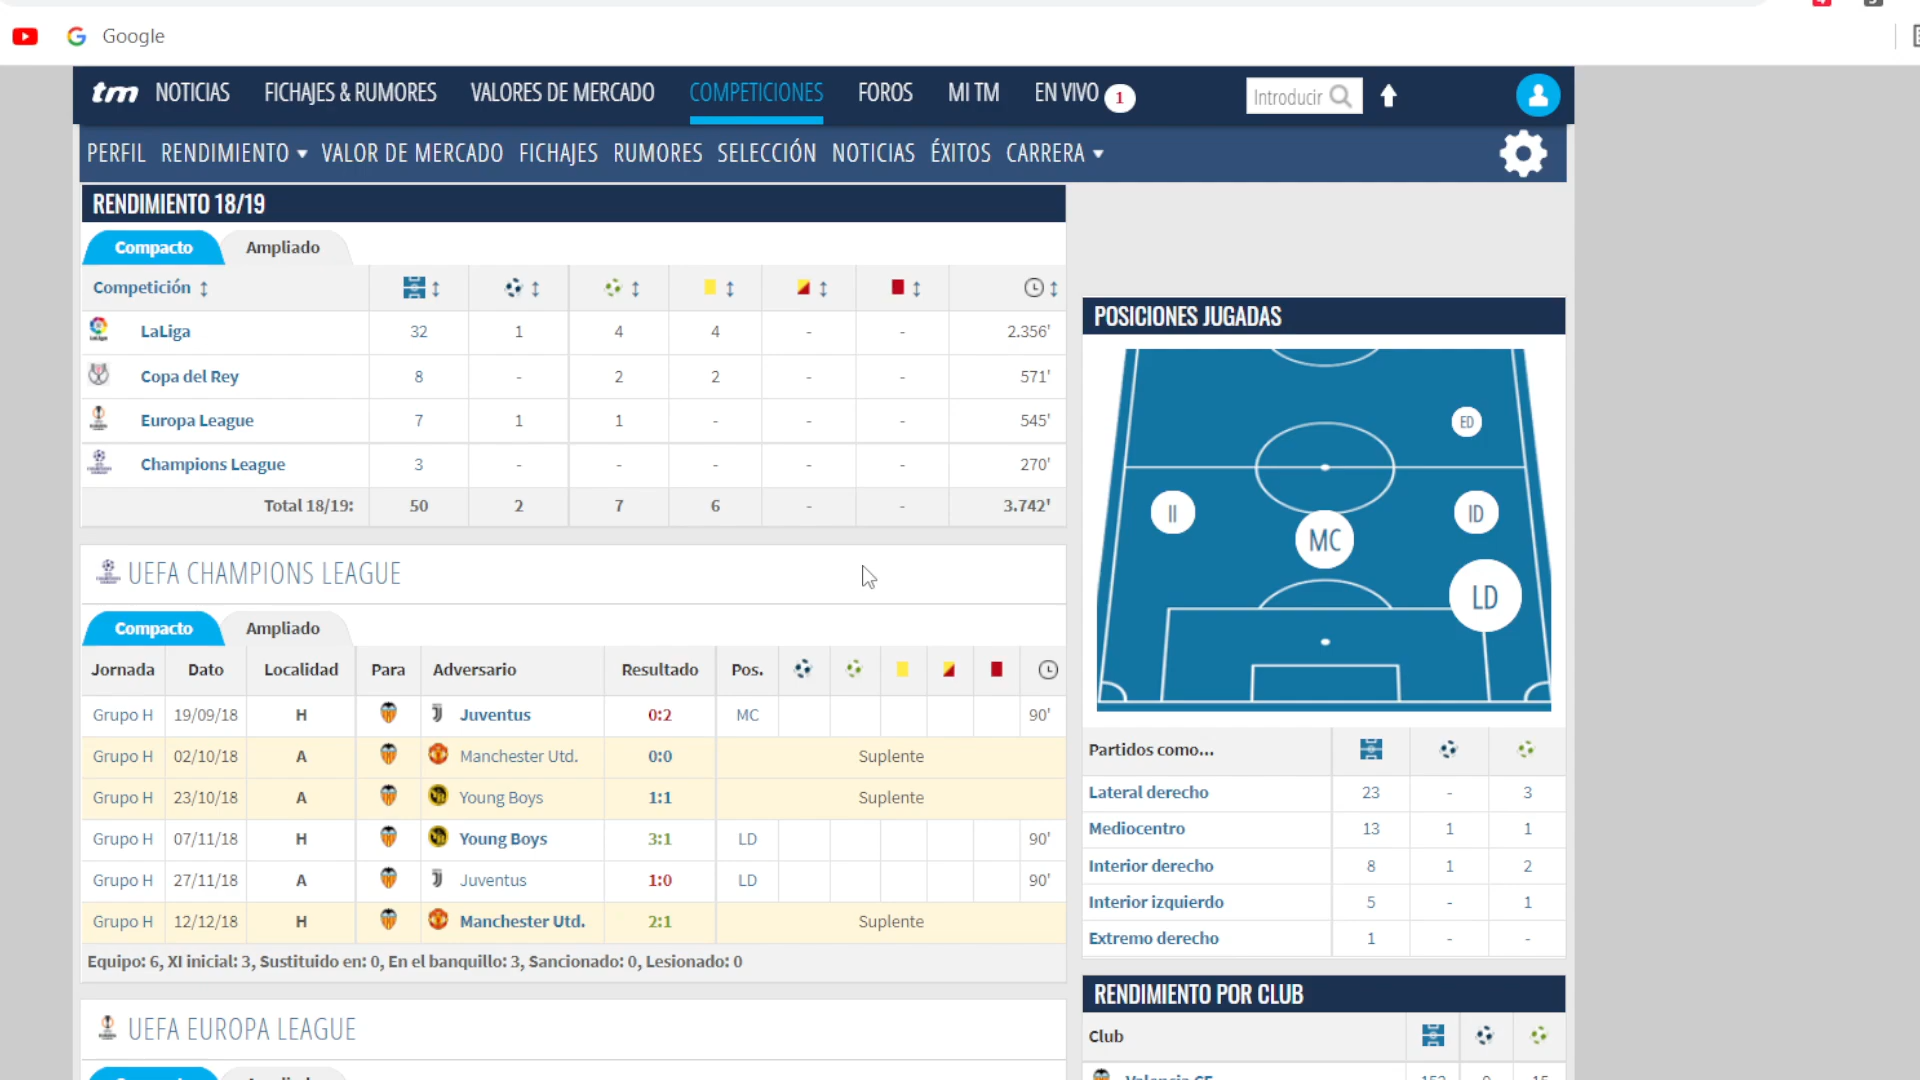 Google
tm NOTICIAS FICHAJES & RUMORES VALORES DE MERCADO COMPETICIONES FOROS MI TM EN VIVO 1 Introducir
PERFIL RENDIMIENTO VALOR DE MERCADO FICHAJES RUMORES SELECCIÓN NOTICIAS ÉXITOS CARRERA
RENDIMIENTO 18/19
Compacto Ampliado
Competición
LaLiga 32 1 4 4 - - 2.356'
Copa del Rey 8 - 2 2 - - 571'
Europa League 7 1 1 - - - 545'
Champions League 3 - - - - - 270'
Total 18/19: 50 2 7 6 - - 3.742'
UEFA CHAMPIONS LEAGUE
Compacto Ampliado
Jornada Dato Localidad Para Adversario Resultado Pos.
Grupo H 19/09/18 H Juventus 0:2 MC 90'
Grupo H 02/10/18 A Manchester Utd. 0:0 Suplente
Grupo H 23/10/18 A Young Boys 1:1 Suplente
Grupo H 07/11/18 H Young Boys 3:1 LD 90'
Grupo H 27/11/18 A Juventus 1:0 LD 90'
Grupo H 12/12/18 H Manchester Utd. 2:1 Suplente
Equipo: 6, XI inicial: 3, Sustituido en: 0, En el banquillo: 3, Sancionado: 0, Lesionado: 0
UEFA EUROPA LEAGUE
POSICIONES JUGADAS
ED
II
ID
MC
LD
Partidos como...
Lateral derecho 23 - 3
Mediocentro 13 1 1
Interior derecho 8 1 2
Interior izquierdo 5 - 1
Extremo derecho 1 - -
RENDIMIENTO POR CLUB
Club
Valencia CF